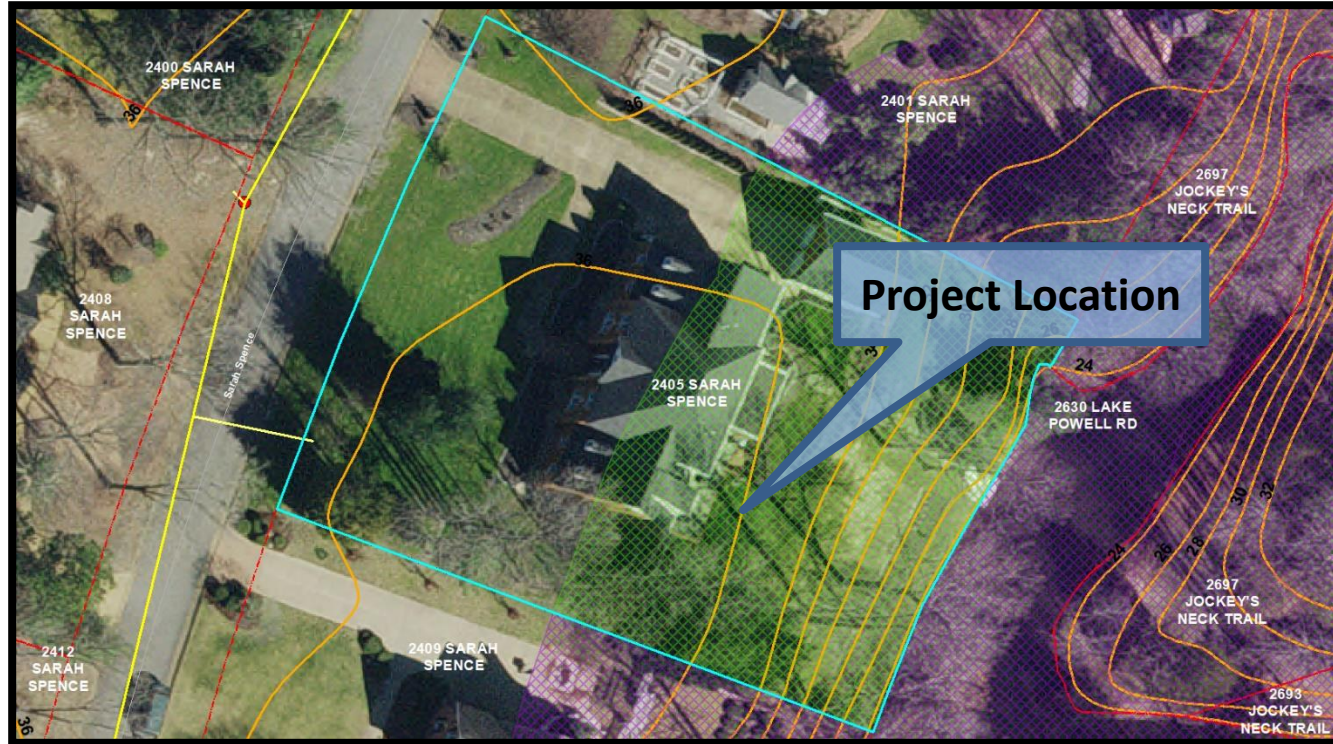 2400 SARAH
SPENCE
36
36
2401 SARAH
SPENCE
2697
JOCKEY'S
NECK TRAIL
Project Location
36
2408
SARAH
SPENCE
Sarah Spence
2405 SARAH
SPENCE
24
2630 LAKE
POWELL RD
30
32
24
26
28
2697
JOCKEY'S
NECK TRAIL
2409 SARAH
SPENCE
2412
SARAH
SPENCE
36
2693
JOCKEY'S
NECK TRAIL